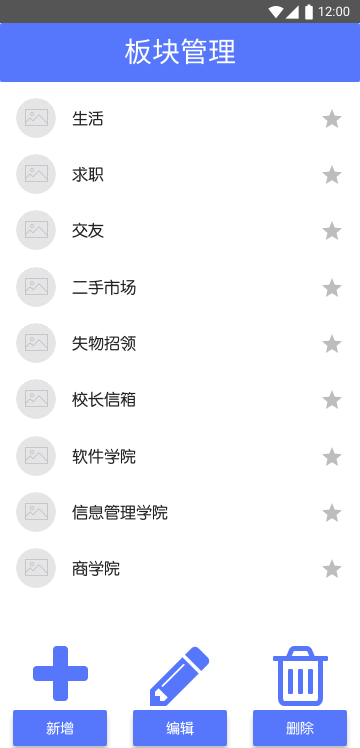 12:00
板块管理
生活
求职
交友
二手市场
失物招领
校长信箱
软件学院
信息管理学院
商学院
新增
编辑
删除